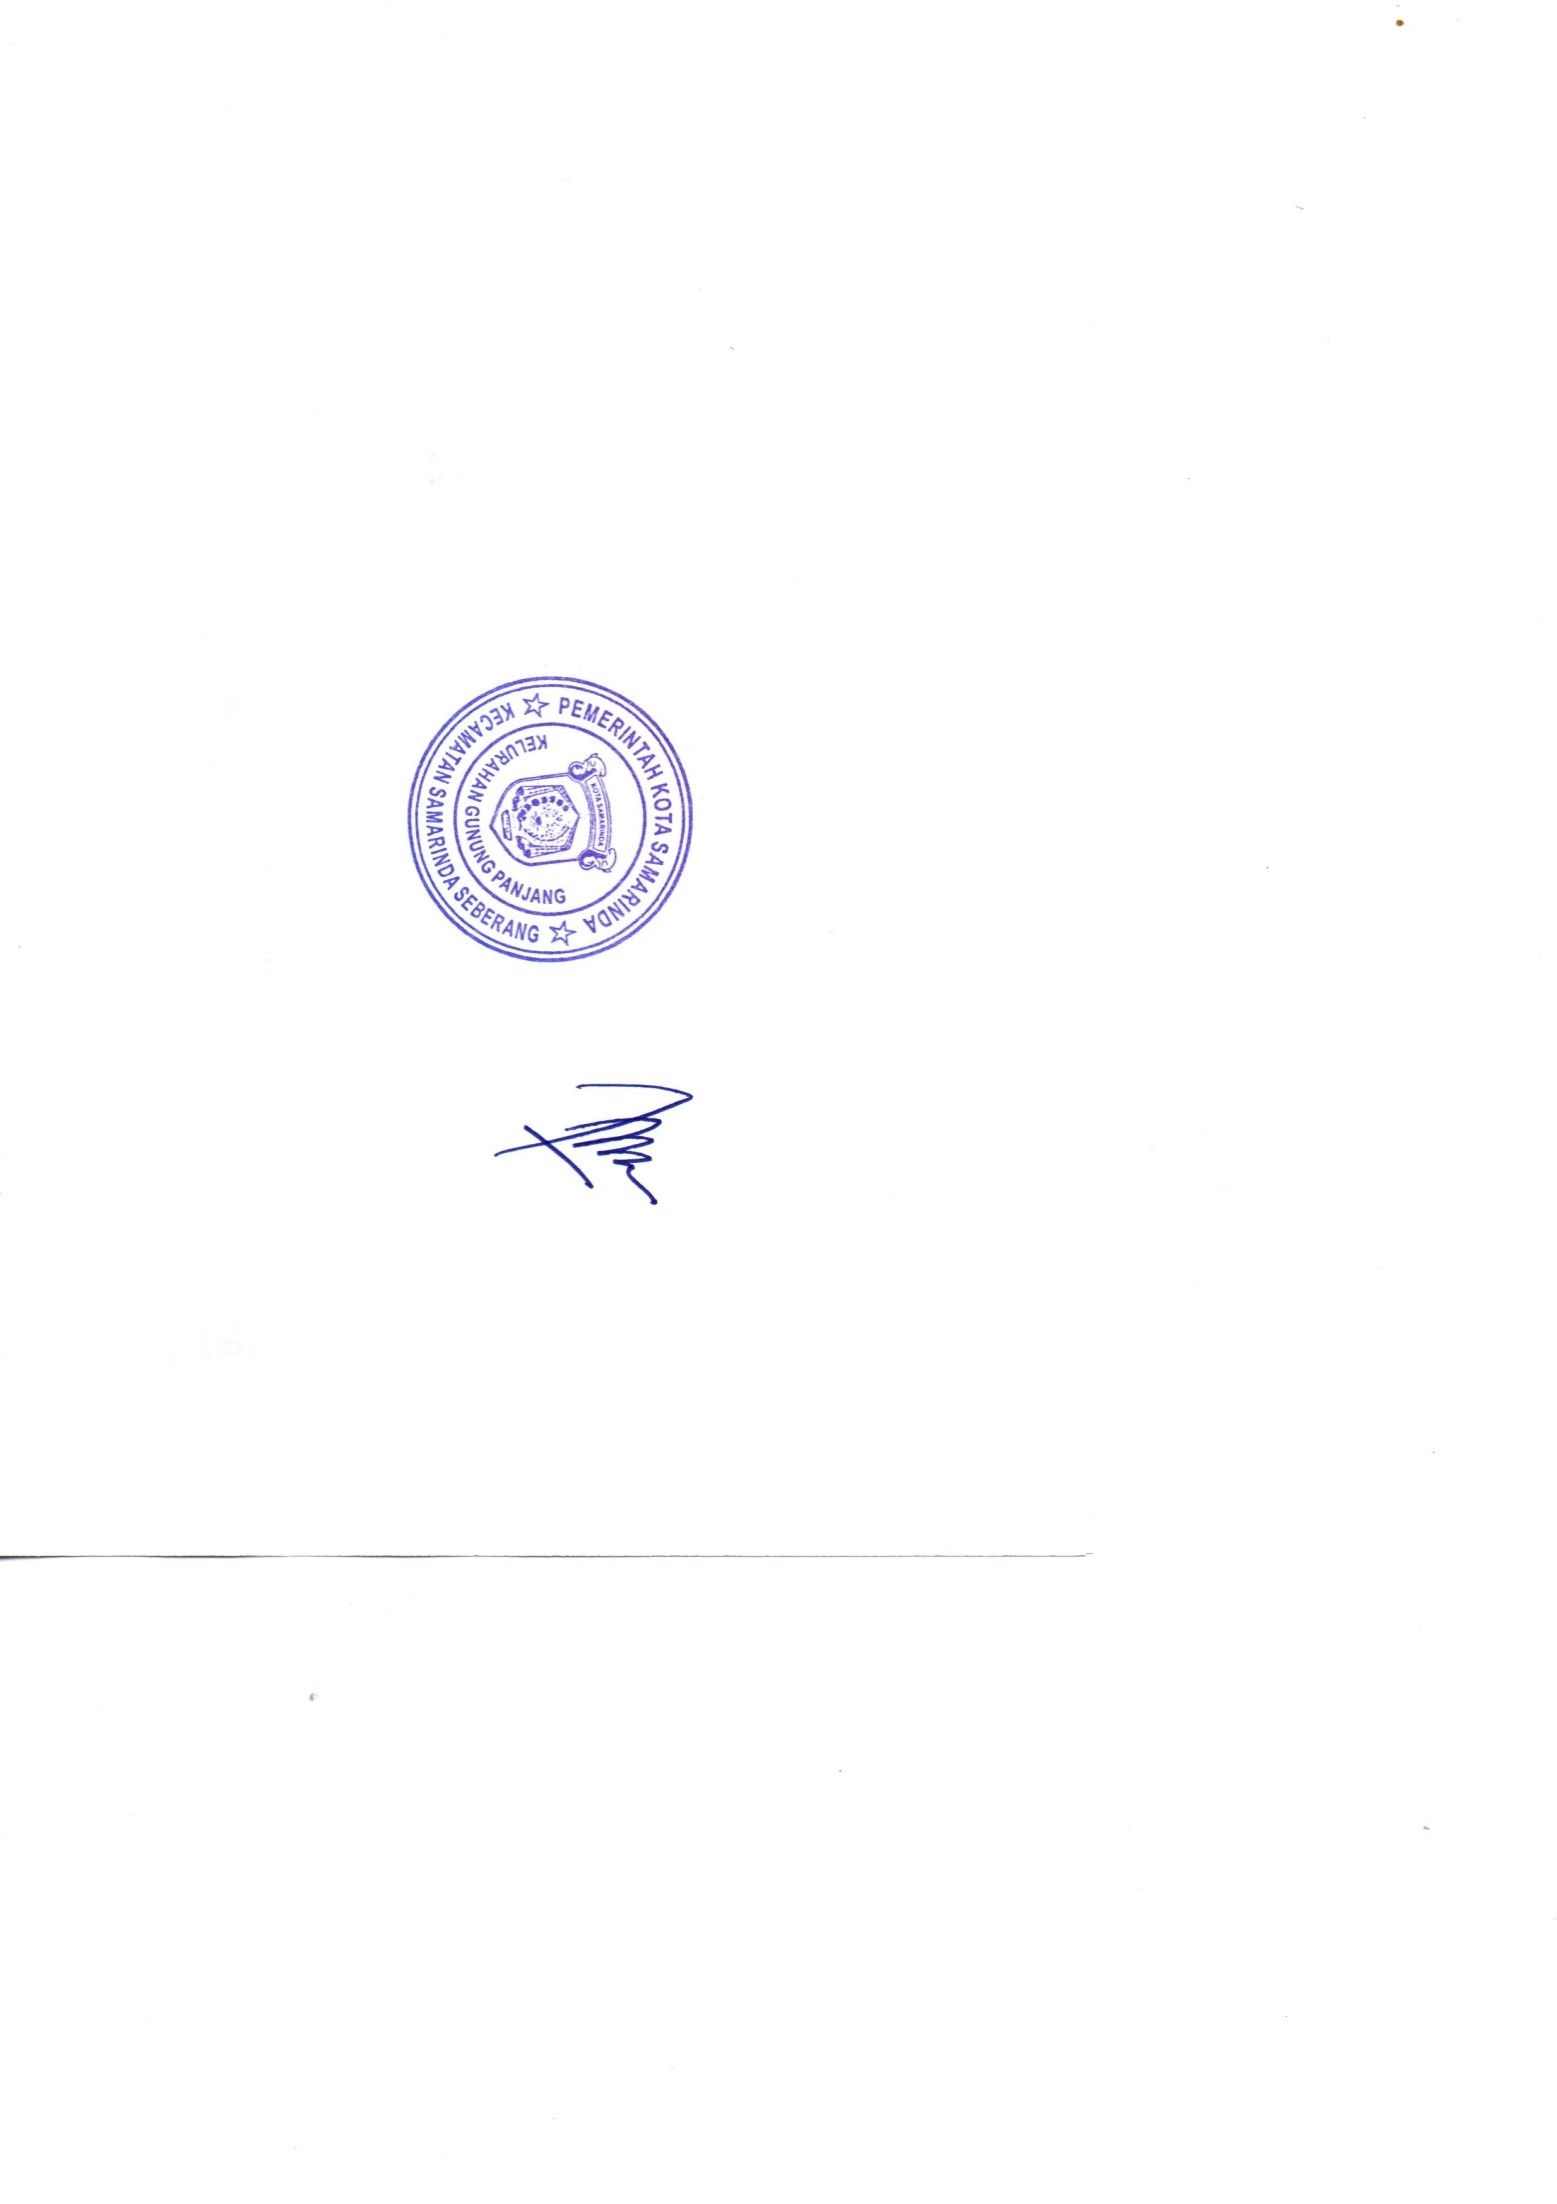 PEMERINTAH KOTA SAMARINDA
KECAMATAN SAMARINDA SEBERANG
KELURAHAN GUNUNG PANJANG
KOTA SAMARINDA